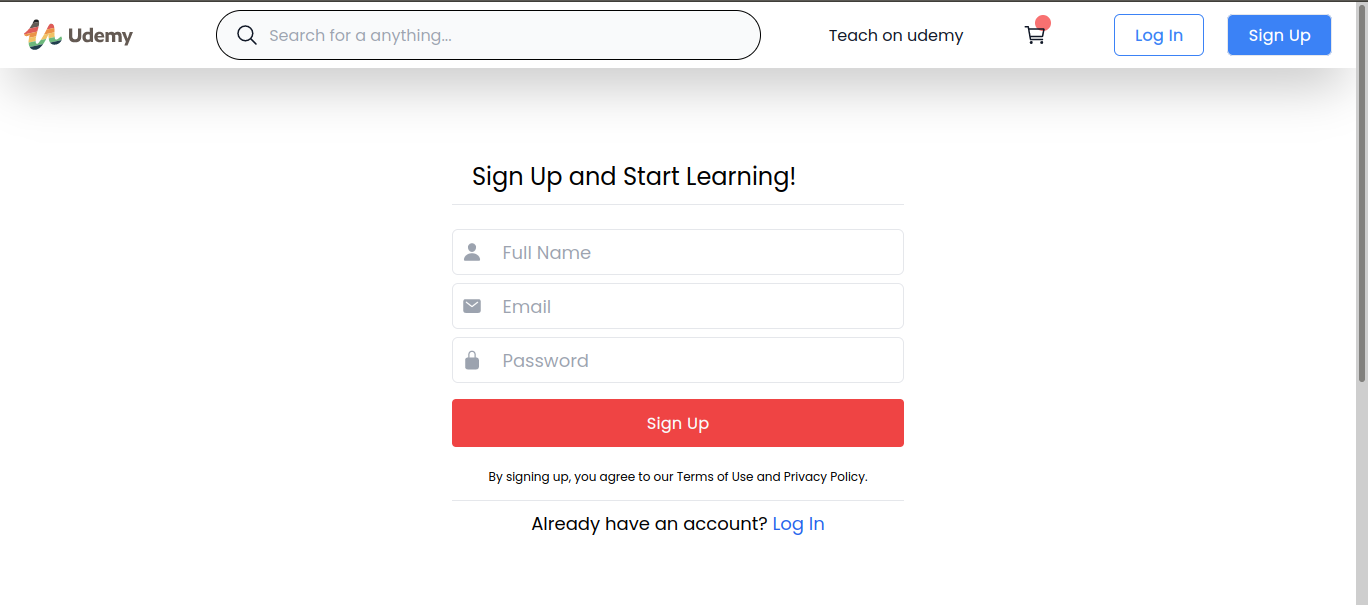 Udemy
Search for a anything...
Teach on udemy
Log In
Sign Up
Sign Up and Start Learning!
Full Name
Email
Password
Sign Up
By signing up, you agree to our Terms of Use and Privacy Policy.
Already have an account? Log In